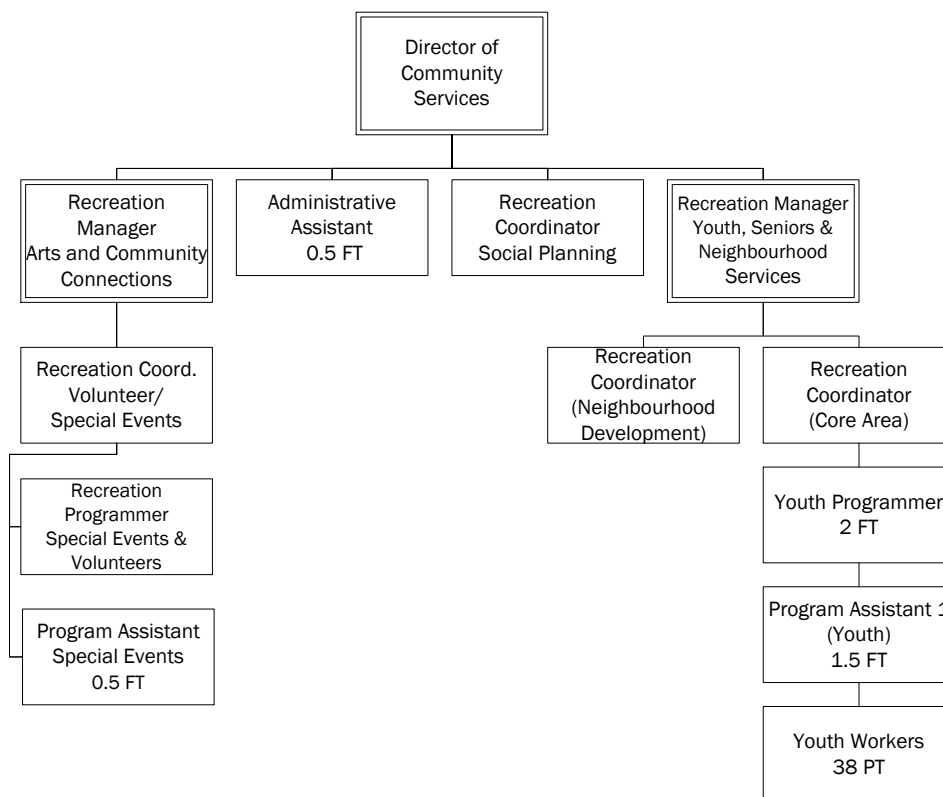 Director of
Community
Services
Recreation
Manager
Arts and Community
Connections
Administrative
Assistant
0.5 FT
Recreation
Coordinator
Social Planning
Recreation Manager
Youth, Seniors &
Neighbourhood
Services
Recreation Coord.
Volunteer/
Special Events
Recreation
Coordinator
(Neighbourhood
Development)
Recreation
Coordinator
(Core Area)
Recreation
Programmer
Special Events &
Volunteers
Youth Programmer
2 FT
Program Assistant
Special Events
0.5 FT
Program Assistant 1
(Youth)
1.5 FT
Youth Workers
38 PT